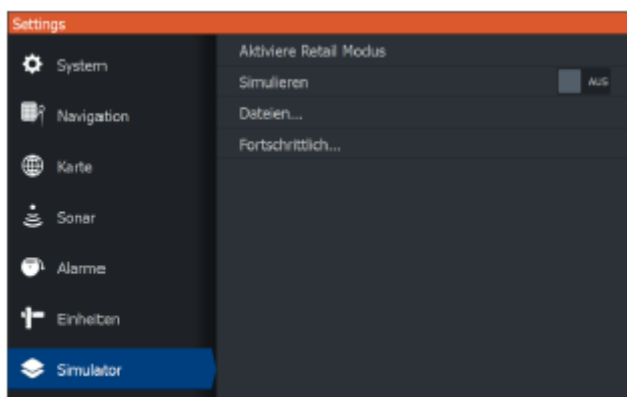 Settings
System
Navigation
Karte
Sonar
Alarme
Einheiten
Simulator
Aktiviere Retail Modus
Simulieren AUS
Dateien...
Fortschrittlich...